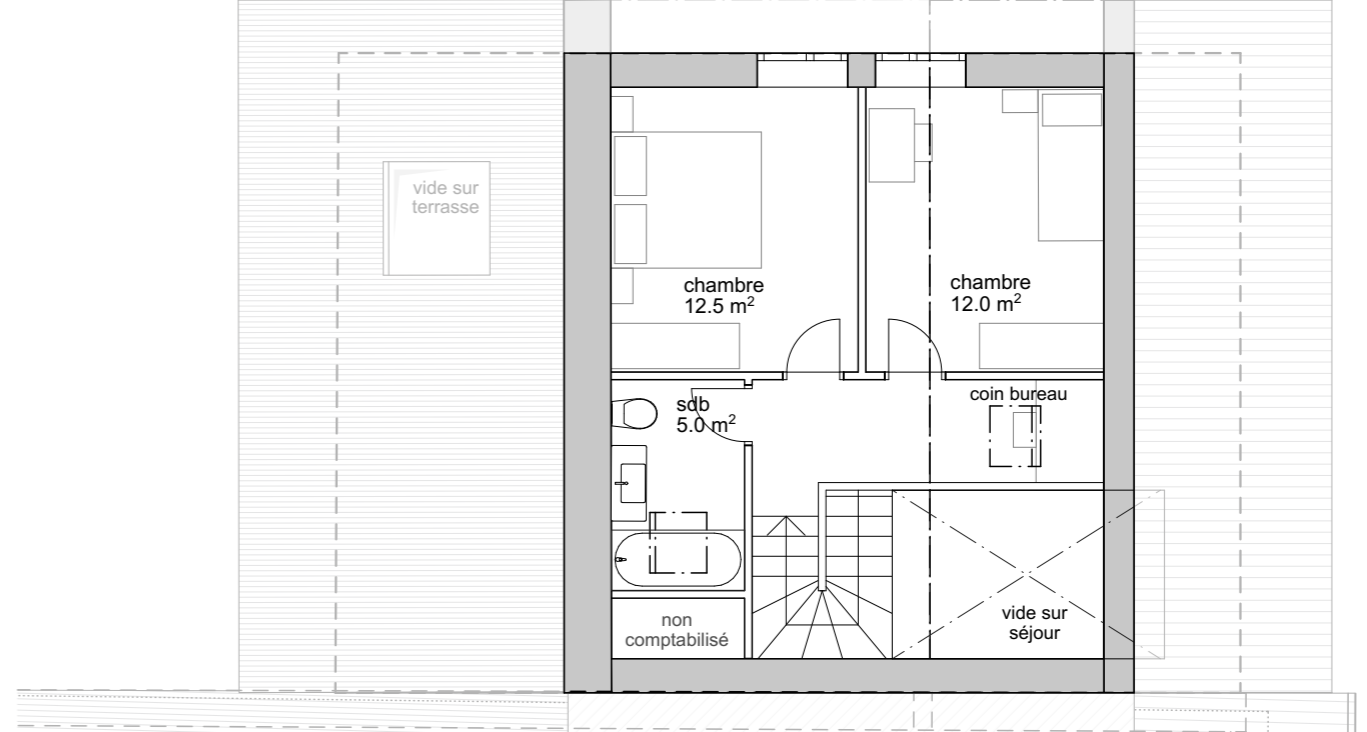 vide sur
terrasse
chambre
12.5 m²
chambre
12.0 m²
sdb
5.0 m²
coin bureau
non
comptabilisé
vide sur
séjour